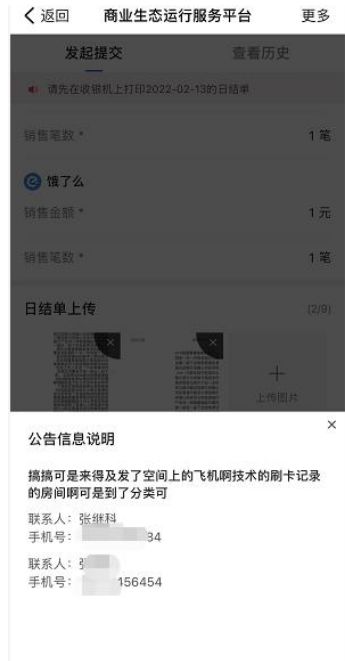 返回 商业生态运行服务平台 更多
发起提交 查看历史
请先在收银机上打印2022-02-13的日结单
销售笔数 * 1 笔
饿了么
销售金额 * 1 元
销售笔数 * 1 笔
日结单上传 (2/9)
上传图片
公告信息说明
搞搞可是来得及发了空间上的飞机啊技术的刷卡记录
的房间啊可是到了分类可
联系人：张继科
手机号： 84
联系人：
手机号： 156454